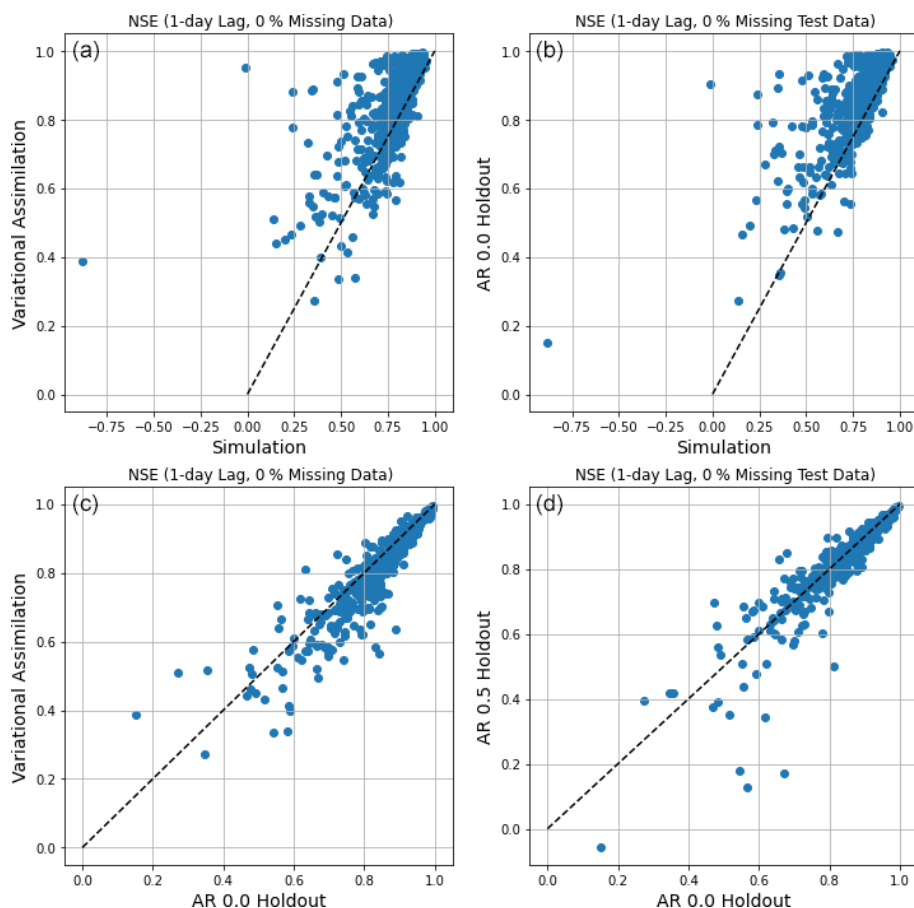 NSE (1-day Lag, 0 % Missing Data)
(a)
1.0
0.8
0.6
0.4
0.2
0.0
Variational Assimilation
−0.75 −0.50 −0.25 0.00 0.25 0.50 0.75 1.00
Simulation
NSE (1-day Lag, 0 % Missing Test Data)
(b)
1.0
0.8
0.6
0.4
0.2
0.0
AR 0.0 Holdout
−0.75 −0.50 −0.25 0.00 0.25 0.50 0.75 1.00
Simulation
NSE (1-day Lag, 0 % Missing Data)
(c)
1.0
0.8
0.6
0.4
0.2
0.0
Variational Assimilation
0.0 0.2 0.4 0.6 0.8 1.0
AR 0.0 Holdout
NSE (1-day Lag, 0 % Missing Test Data)
(d)
1.0
0.8
0.6
0.4
0.2
0.0
AR 0.5 Holdout
0.0 0.2 0.4 0.6 0.8 1.0
AR 0.0 Holdout